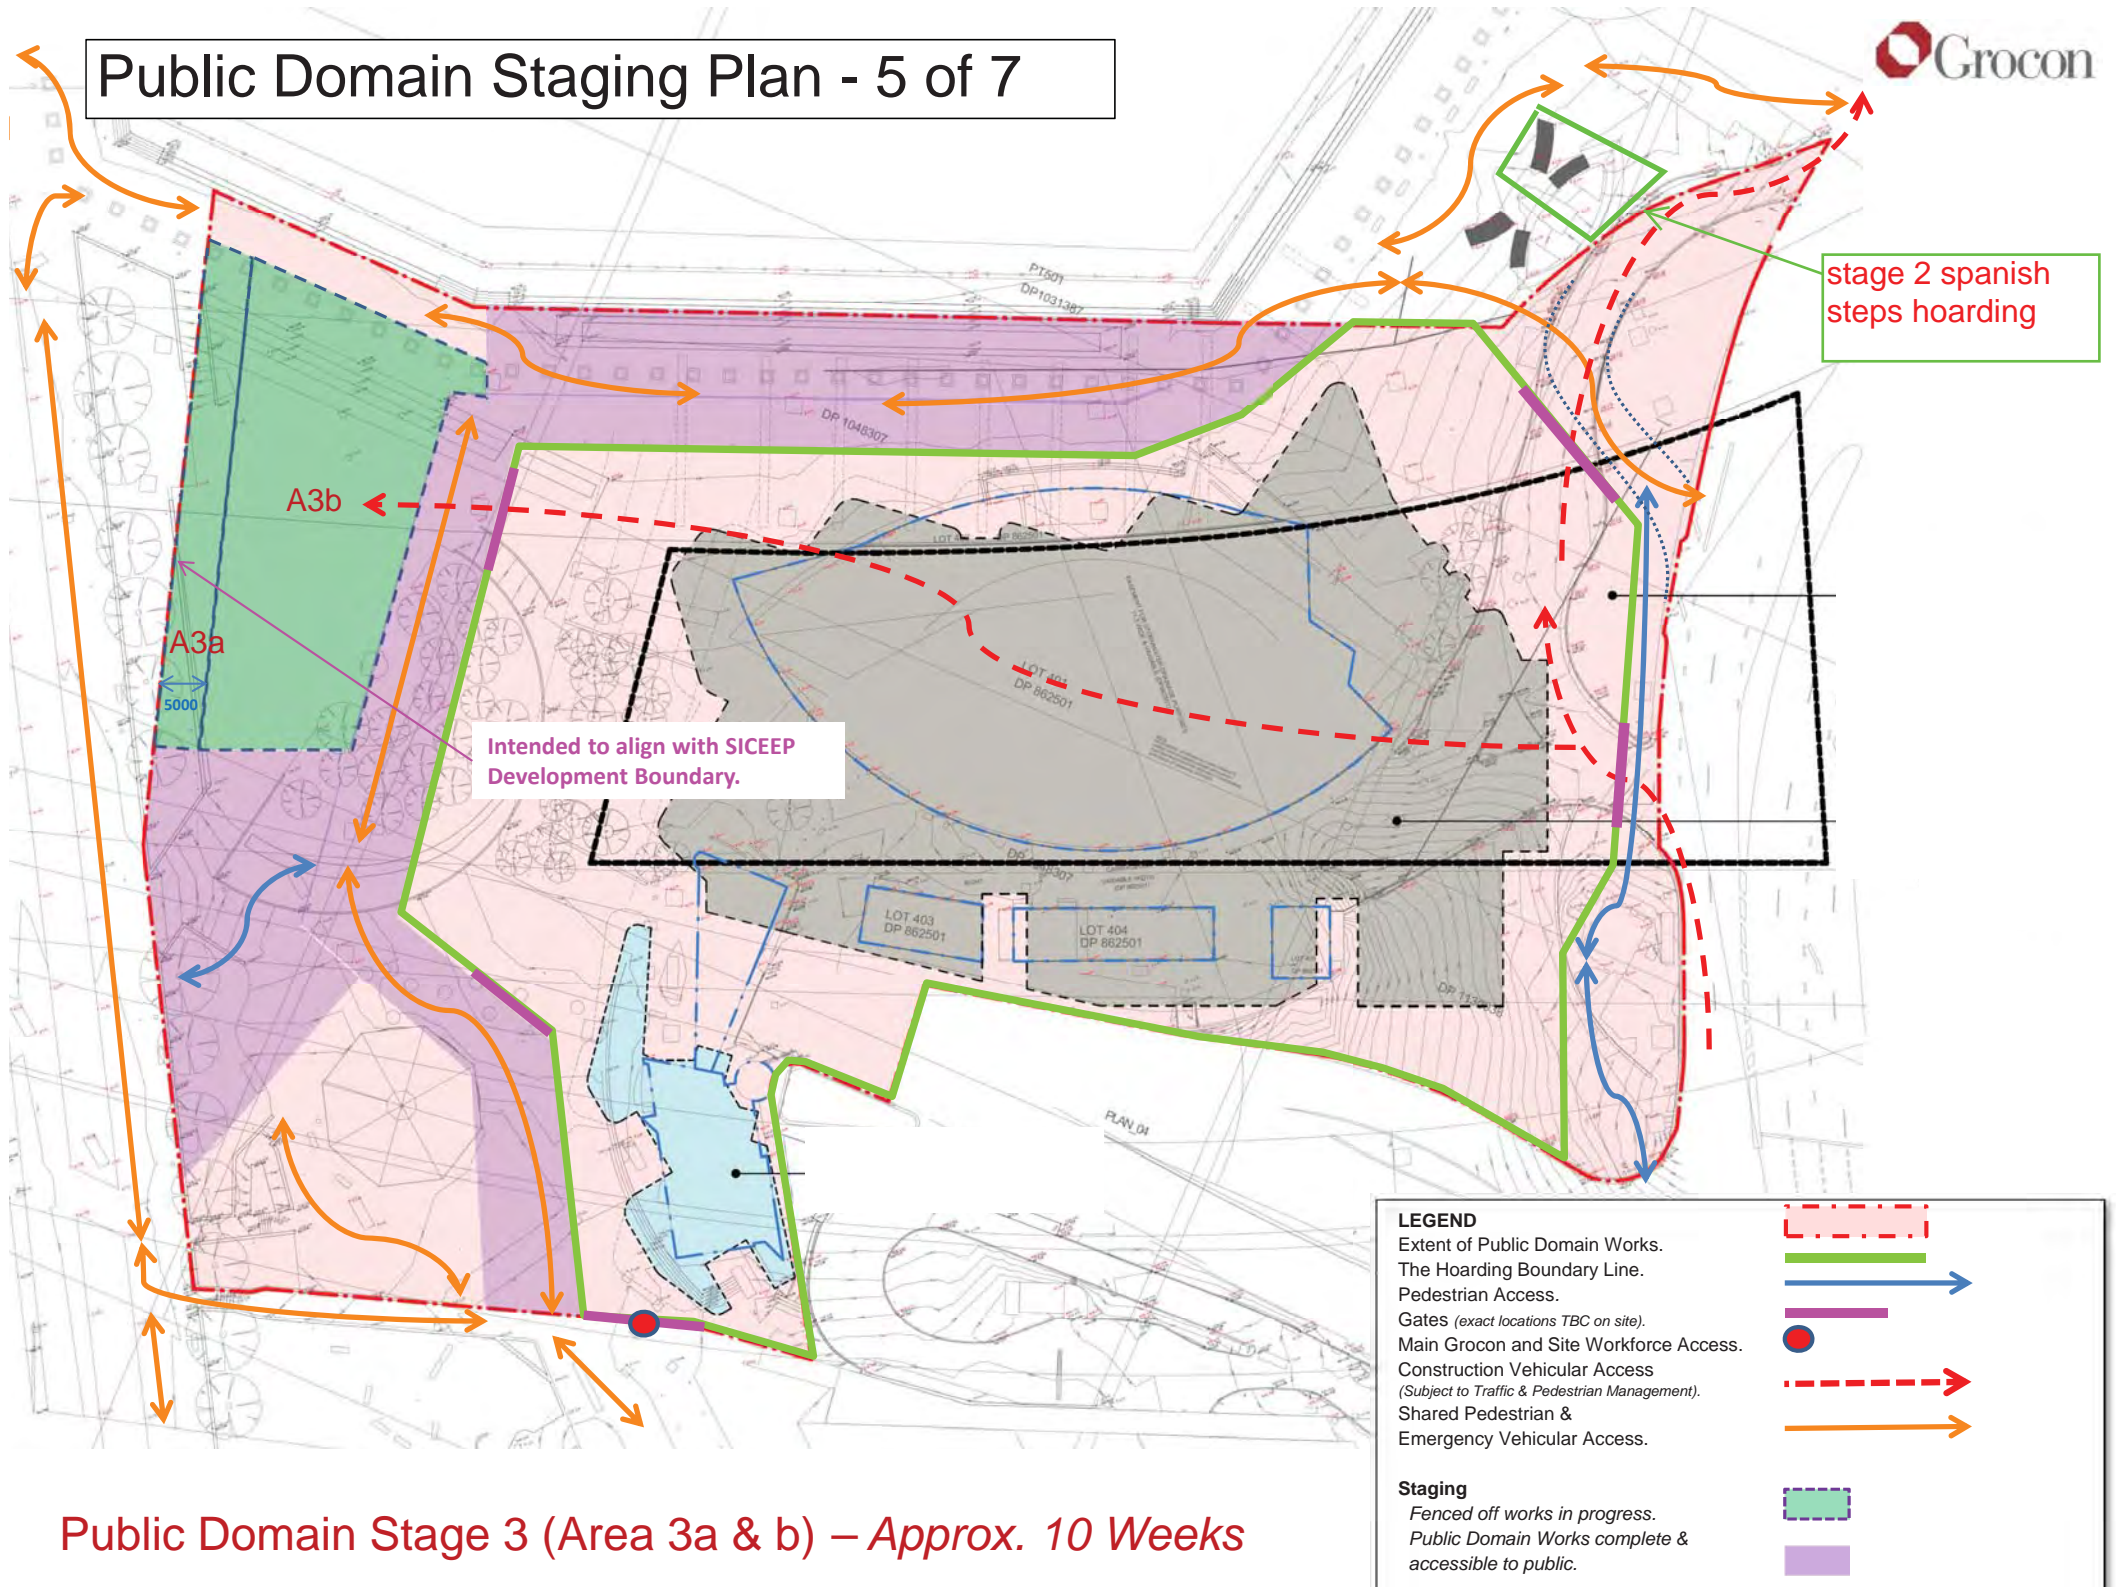 Public Domain Staging Plan - 5 of 7
Grocon
stage 2 spanish
steps hoarding
PT501
DP1031387
DP 1048307
A3b
A3a
5000
Intended to align with SICEEP
Development Boundary.
LOT 401
DP 862501
LOT 403
DP 862501
LOT 404
DP 862501
PLAN_04
LEGEND
Extent of Public Domain Works.
The Hoarding Boundary Line.
Pedestrian Access.
Gates (exact locations TBC on site).
Main Grocon and Site Workforce Access.
Construction Vehicular Access
(Subject to Traffic & Pedestrian Management).
Shared Pedestrian &
Emergency Vehicular Access.
Staging
Fenced off works in progress.
Public Domain Works complete &
accessible to public.
Public Domain Stage 3 (Area 3a & b) – Approx. 10 Weeks